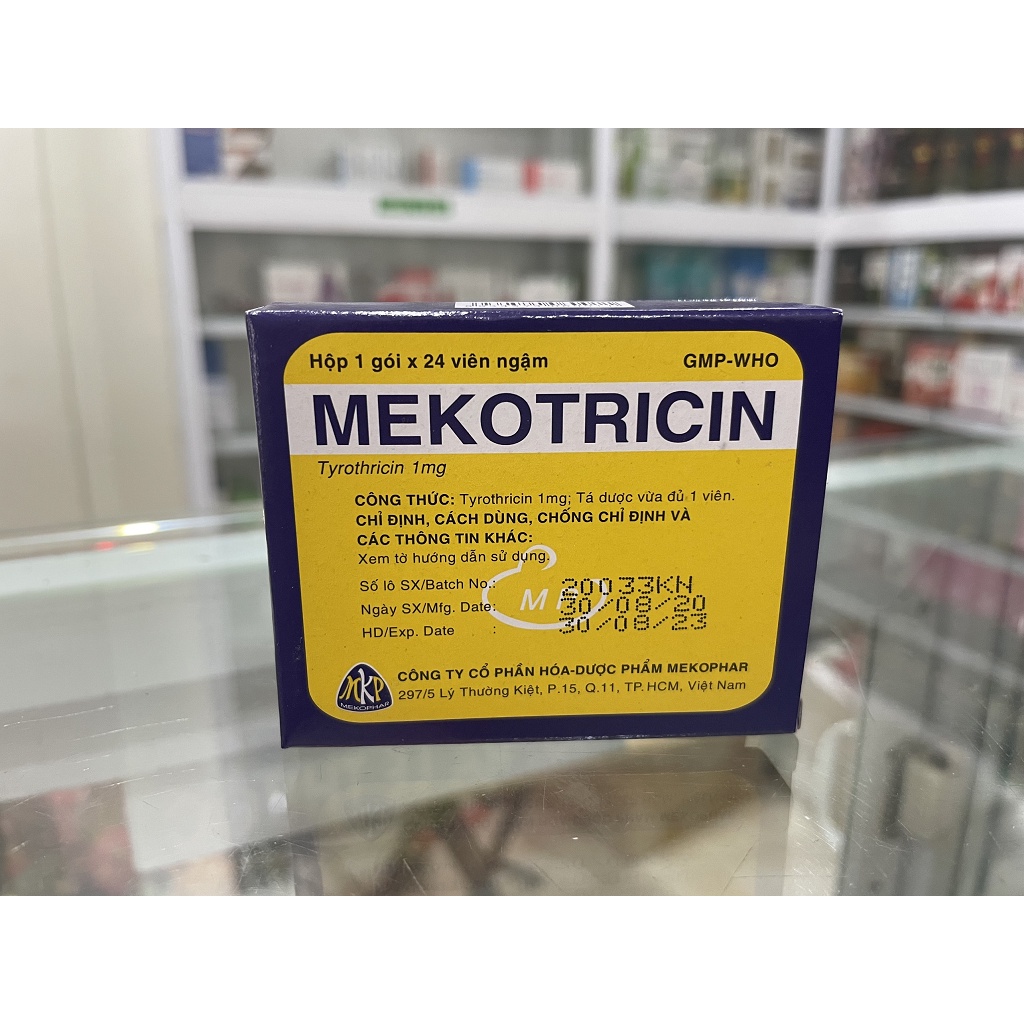 Hộp 1 gói x 24 viên ngậm GMP-WHO
MEKOTRICIN
Tyrothricin 1mg
CÔNG THỨC: Tyrothricin 1mg; Tá dược vừa đủ 1 viên.
CHỈ ĐỊNH, CÁCH DÙNG, CHỐNG CHỈ ĐỊNH VÀ
CÁC THÔNG TIN KHÁC:
Xem tờ hướng dẫn sử dụng.
Số lô SX/Batch No.: 20033KN
Ngày SX/Mfg. Date: 30/08/20
HD/Exp. Date : 30/08/23
MKP
MEKOPHAR
CÔNG TY CỔ PHẦN HÓA-DƯỢC PHẨM MEKOPHAR
297/5 Lý Thường Kiệt, P.15, Q.11, TP.HCM, Việt Nam